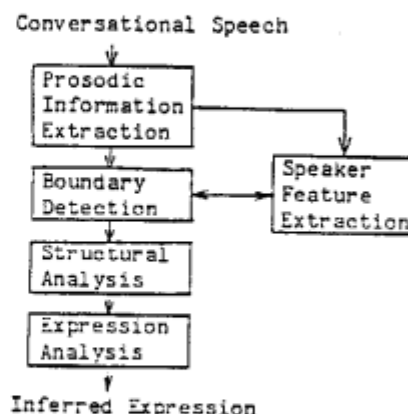 Conversational Speech
Prosodic
Information
Extraction
Speaker
Feature
Extraction
Boundary
Detection
Structural
Analysis
Expression
Analysis
Inferred Expression